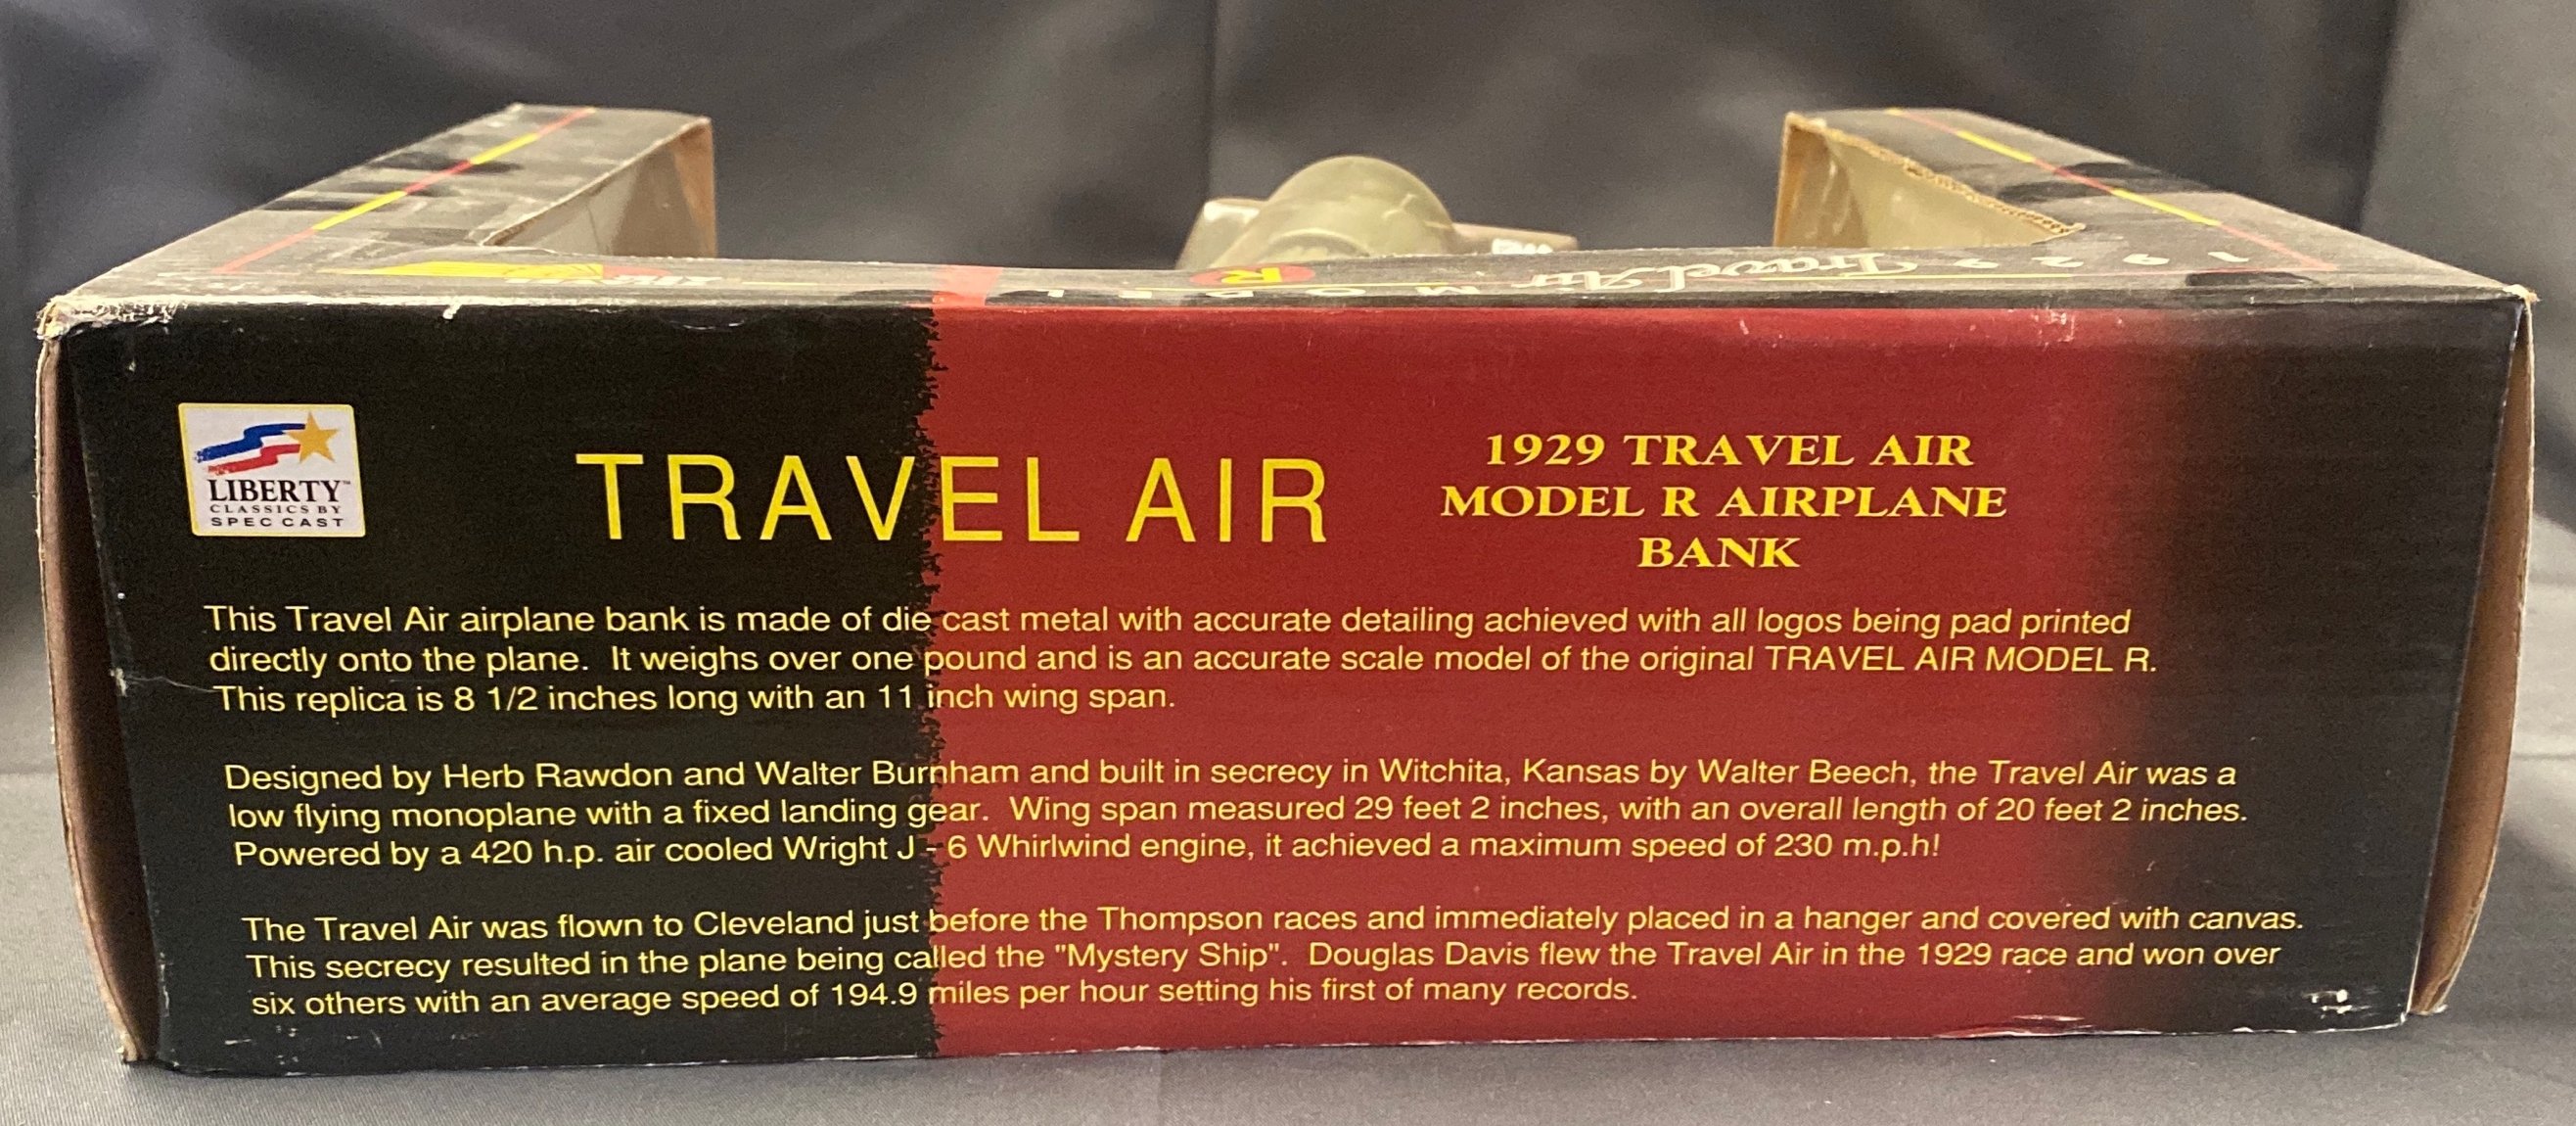 1929 Travel Air MODEL R
LIBERTY™
CLASSICS BY
SPEC CAST
TRAVEL AIR
1929 TRAVEL AIR
MODEL R AIRPLANE
BANK
This Travel Air airplane bank is made of die cast metal with accurate detailing achieved with all logos being pad printed
directly onto the plane. It weighs over one pound and is an accurate scale model of the original TRAVEL AIR MODEL R.
This replica is 8 1/2 inches long with an 11 inch wing span.
Designed by Herb Rawdon and Walter Burnham and built in secrecy in Witchita, Kansas by Walter Beech, the Travel Air was a
low flying monoplane with a fixed landing gear. Wing span measured 29 feet 2 inches, with an overall length of 20 feet 2 inches.
Powered by a 420 h.p. air cooled Wright J - 6 Whirlwind engine, it achieved a maximum speed of 230 m.p.h!
The Travel Air was flown to Cleveland just before the Thompson races and immediately placed in a hanger and covered with canvas.
This secrecy resulted in the plane being called the "Mystery Ship". Douglas Davis flew the Travel Air in the 1929 race and won over
six others with an average speed of 194.9 miles per hour setting his first of many records.